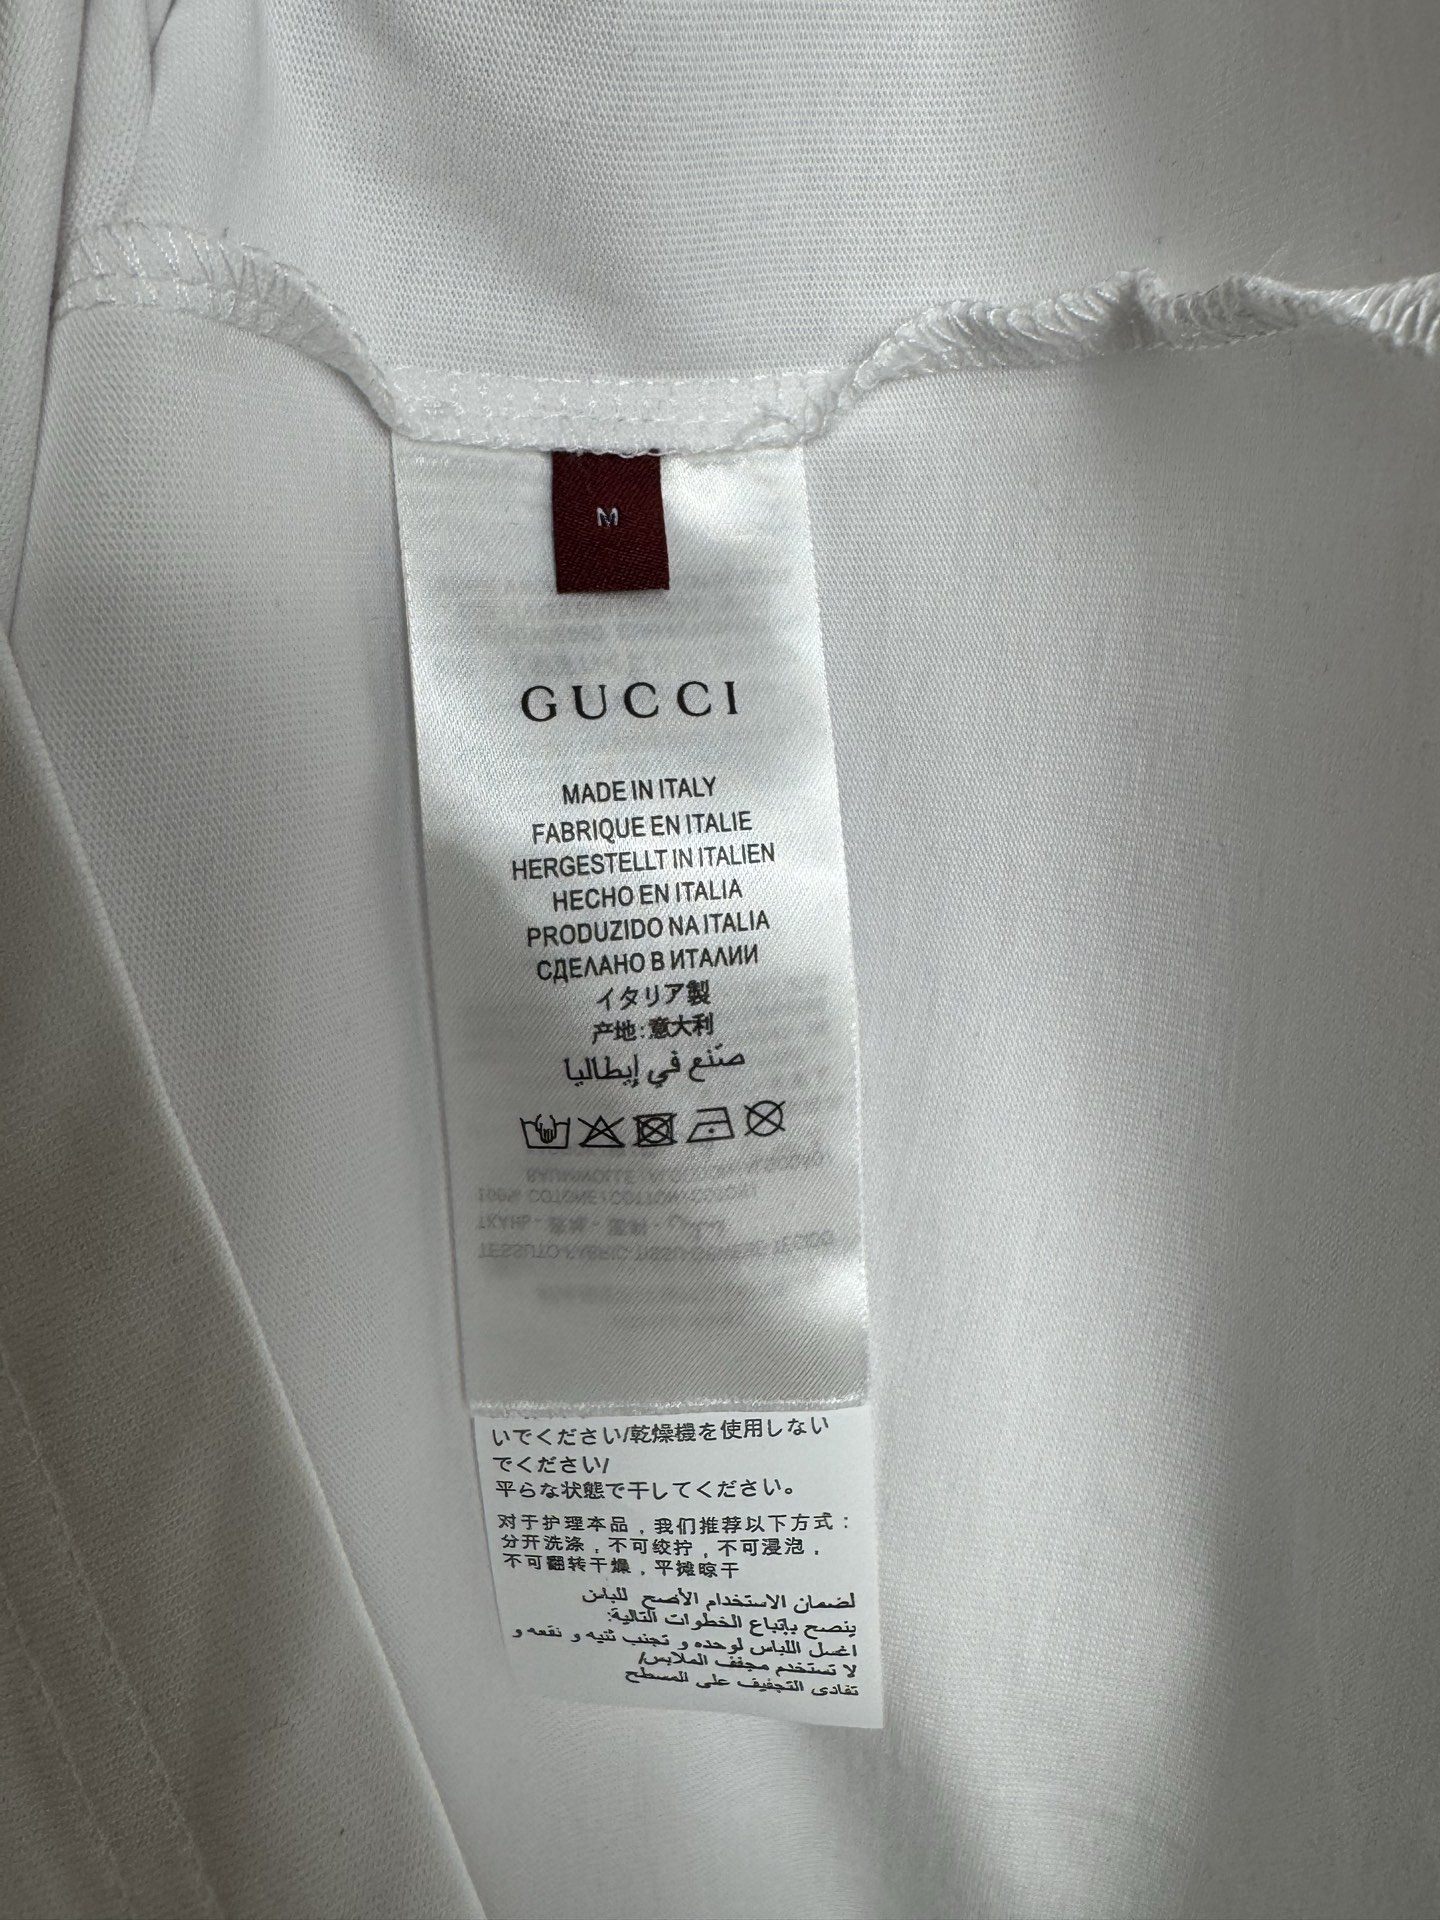 M
GUCCI
MADE IN ITALY
FABRIQUE EN ITALIE
HERGESTELLT IN ITALIEN
HECHO EN ITALIA
PRODUZIDO NA ITALIA
СДЕЛАНО В ИТАЛИИ
イタリア製
产地:意大利
صنّع في إيطاليا
いでください/乾燥機を使用しない
でください/
平らな状態で干してください。
对于护理本品，我们推荐以下方式：
分开洗涤，不可绞拧，不可浸泡，
不可翻转干燥，平摊晾干
لضمان الاستخدام الأصح للباس
ينصح بإتباع الخطوات التالية:
اغسل اللباس لوحده و تجنب ثنيه و نقعه و
لا تستخدم مجفف الملابس/
تفادى التجفيف على المسطح